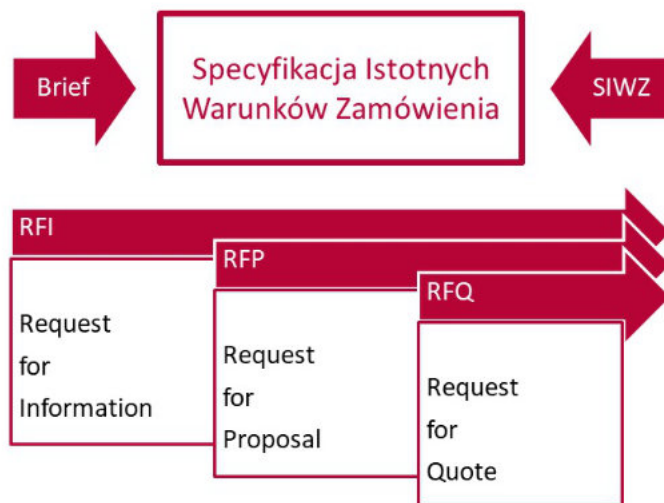 Brief
Specyfikacja Istotnych
Warunków Zamówienia
SIWZ
RFI
Request
for
Information
RFP
Request
for
Proposal
RFQ
Request
for
Quote